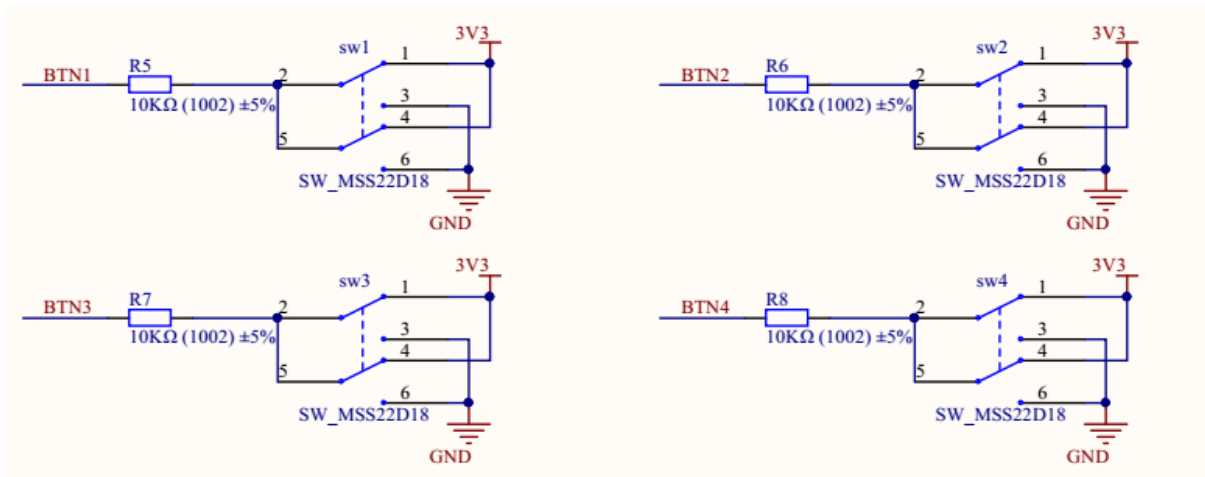 3V3 3V3
sw1 1 sw2 1
BTN1 R5 2 BTN2 R6 2
10KΩ (1002) ±5% 3 10KΩ (1002) ±5% 3
4 4
5 5
6 6
SW_MSS22D18 SW_MSS22D18
GND GND
3V3 3V3
sw3 1 sw4 1
BTN3 R7 2 BTN4 R8 2
10KΩ (1002) ±5% 3 10KΩ (1002) ±5% 3
4 4
5 5
6 6
SW_MSS22D18 SW_MSS22D18
GND GND